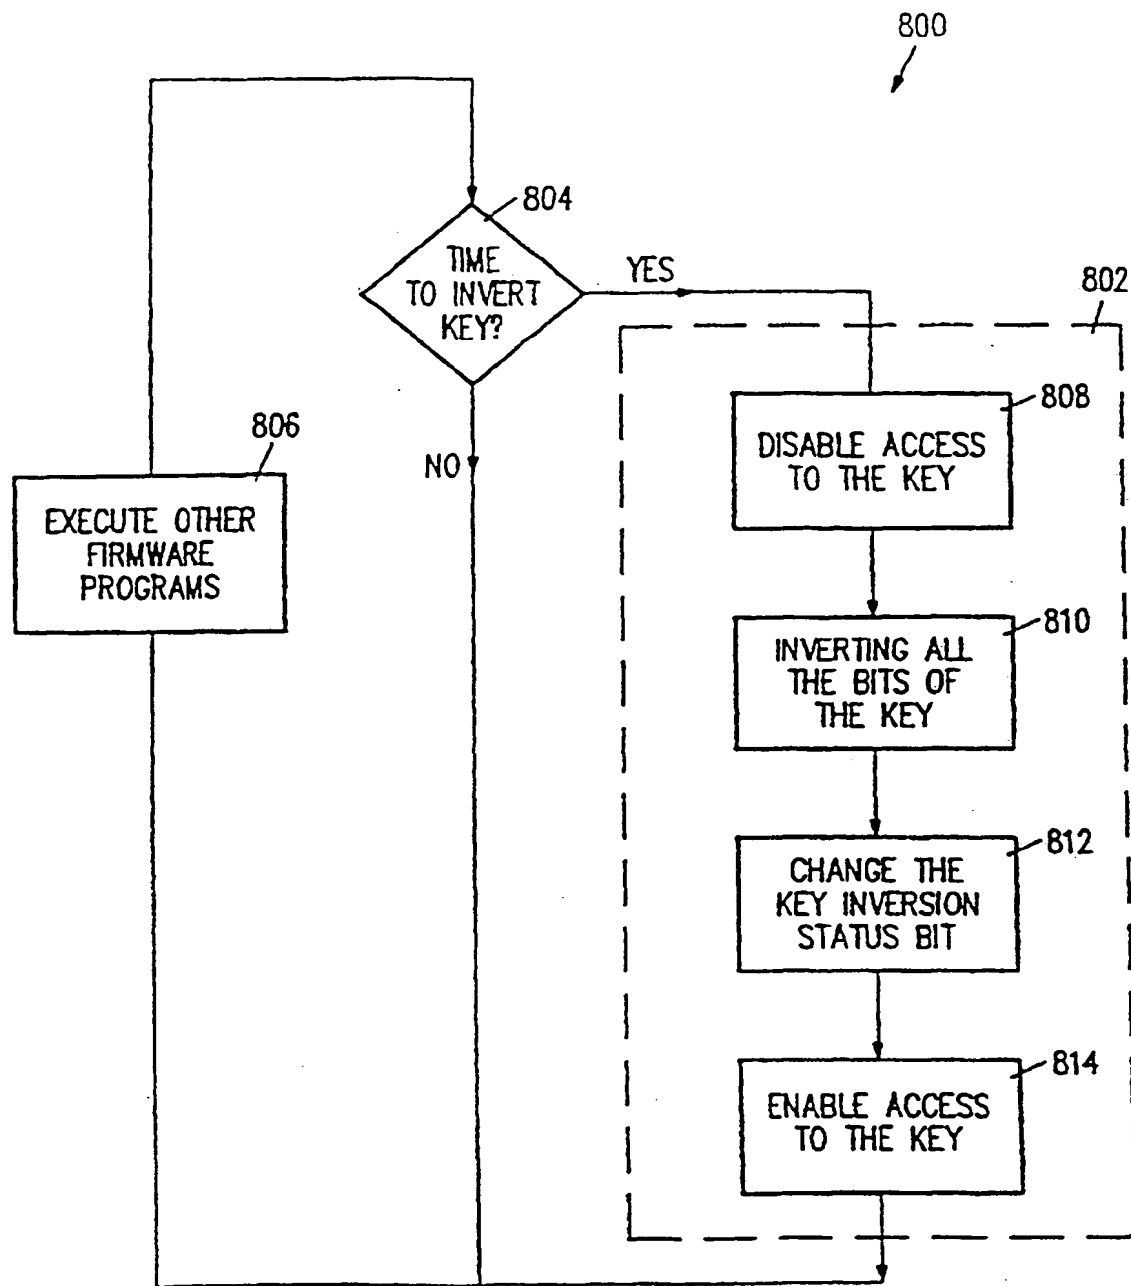 800
804
TIME
TO INVERT
KEY?
YES
802
808
DISABLE ACCESS
TO THE KEY
806
NO
EXECUTE OTHER
FIRMWARE
PROGRAMS
810
INVERTING ALL
THE BITS OF
THE KEY
812
CHANGE THE
KEY INVERSION
STATUS BIT
814
ENABLE ACCESS
TO THE KEY